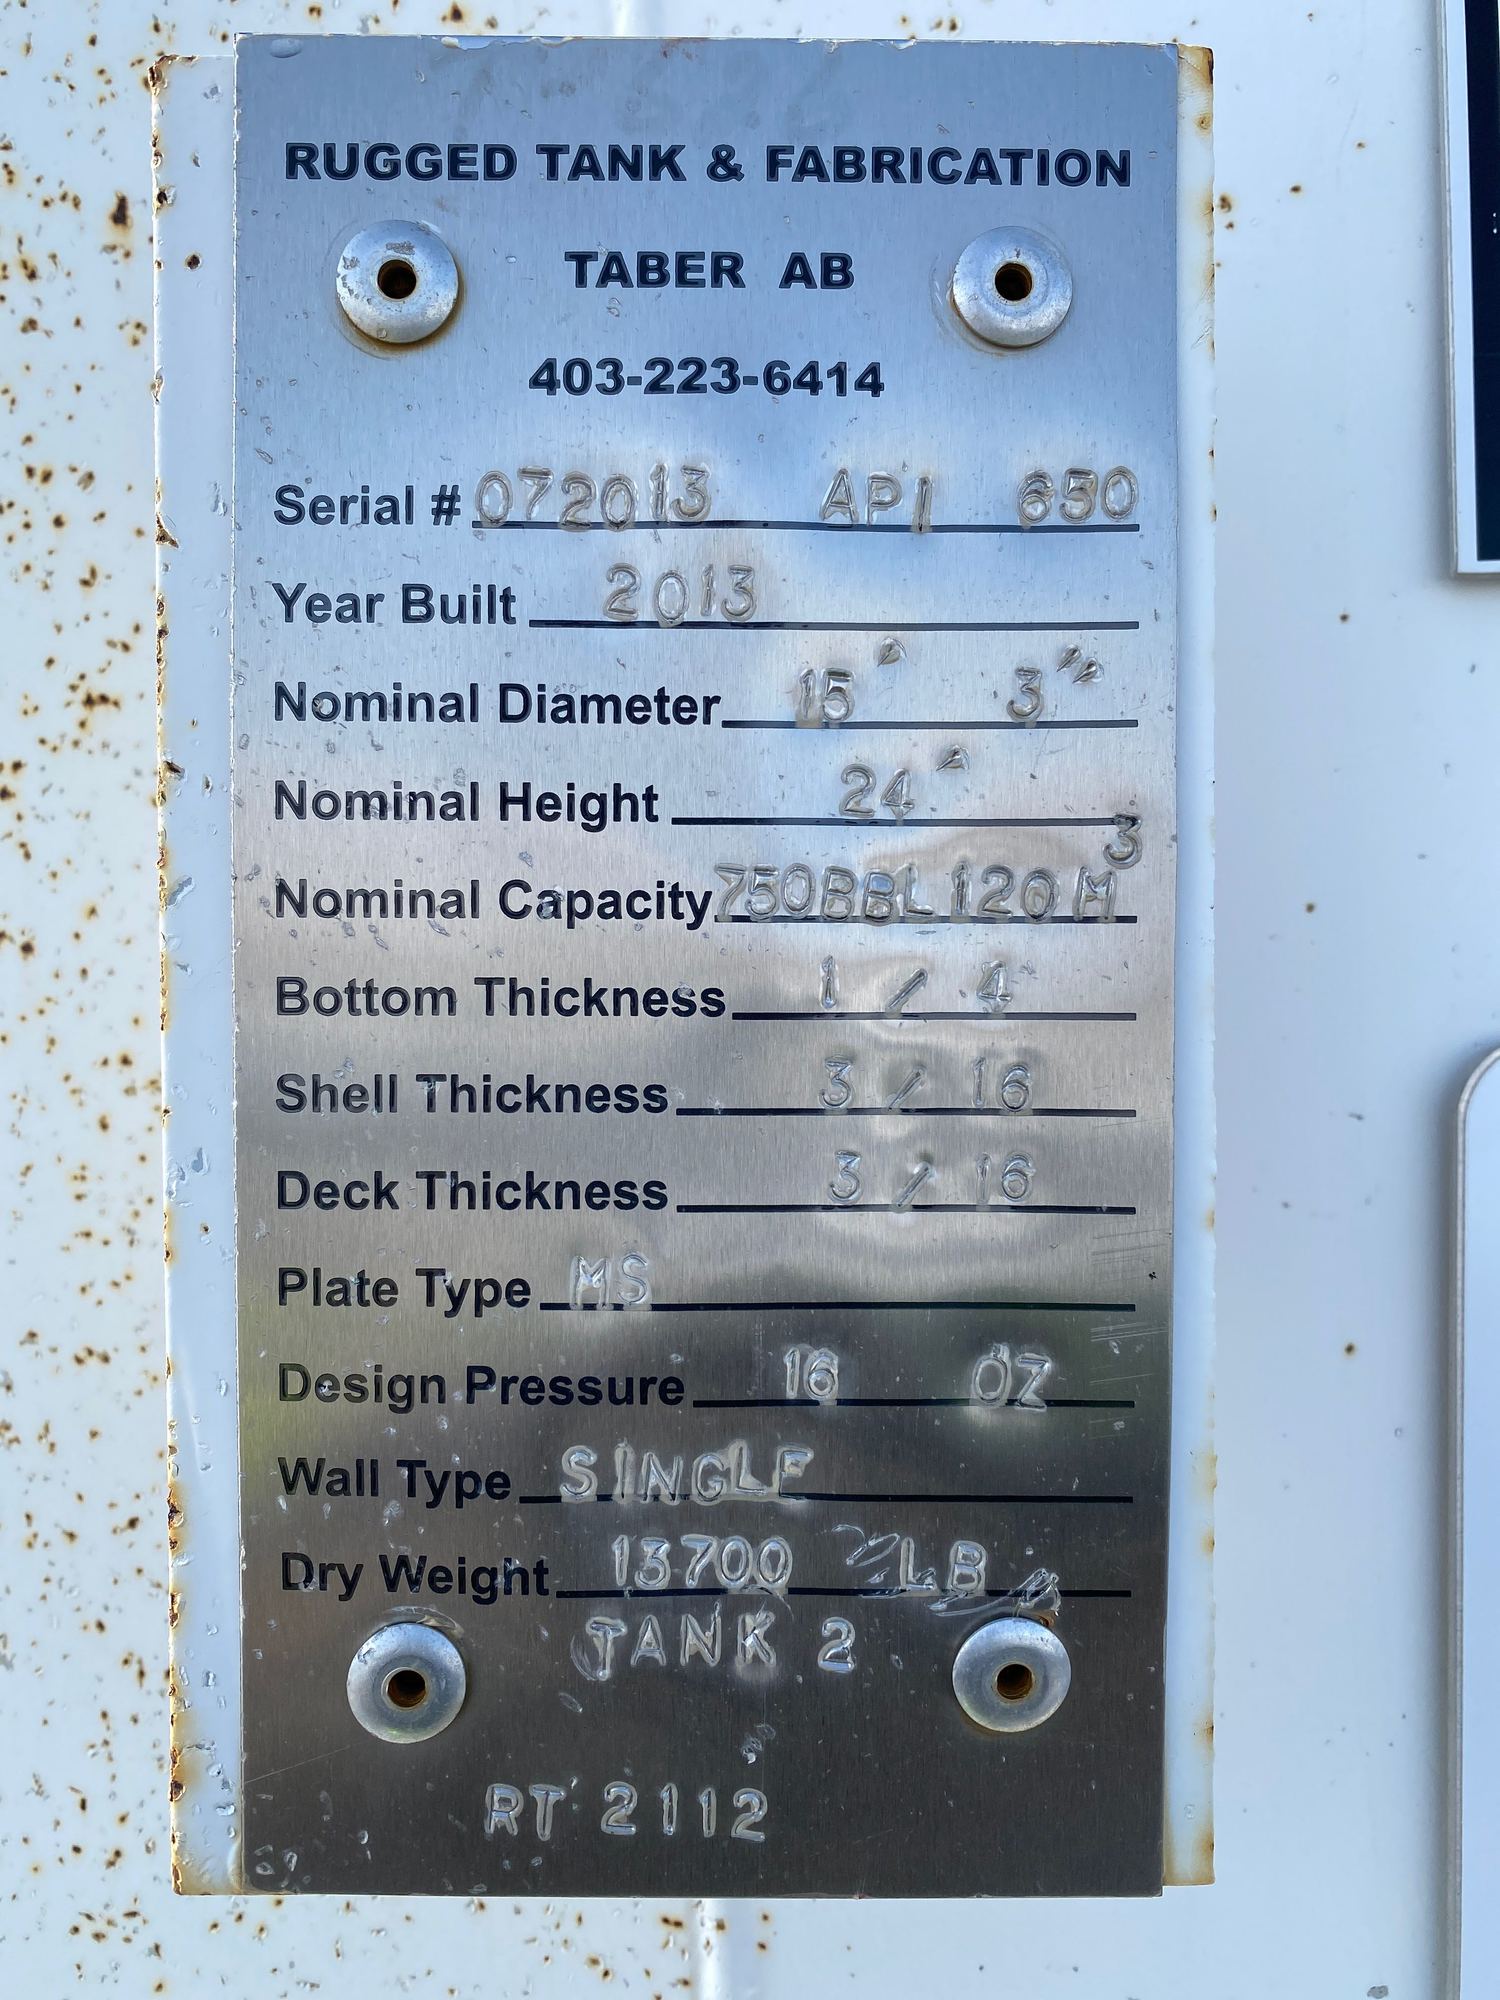 RUGGED TANK & FABRICATION
TABER AB
403-223-6414
Serial # 072013 API 650
Year Built 2013
Nominal Diameter 15' 3"
Nominal Height 24'
Nominal Capacity 750BBL 120M³
Bottom Thickness 1/4
Shell Thickness 3/16
Deck Thickness 3/16
Plate Type MS
Design Pressure 16 OZ
Wall Type SINGLE
Dry Weight 13700 LB
TANK 2
RT 2112